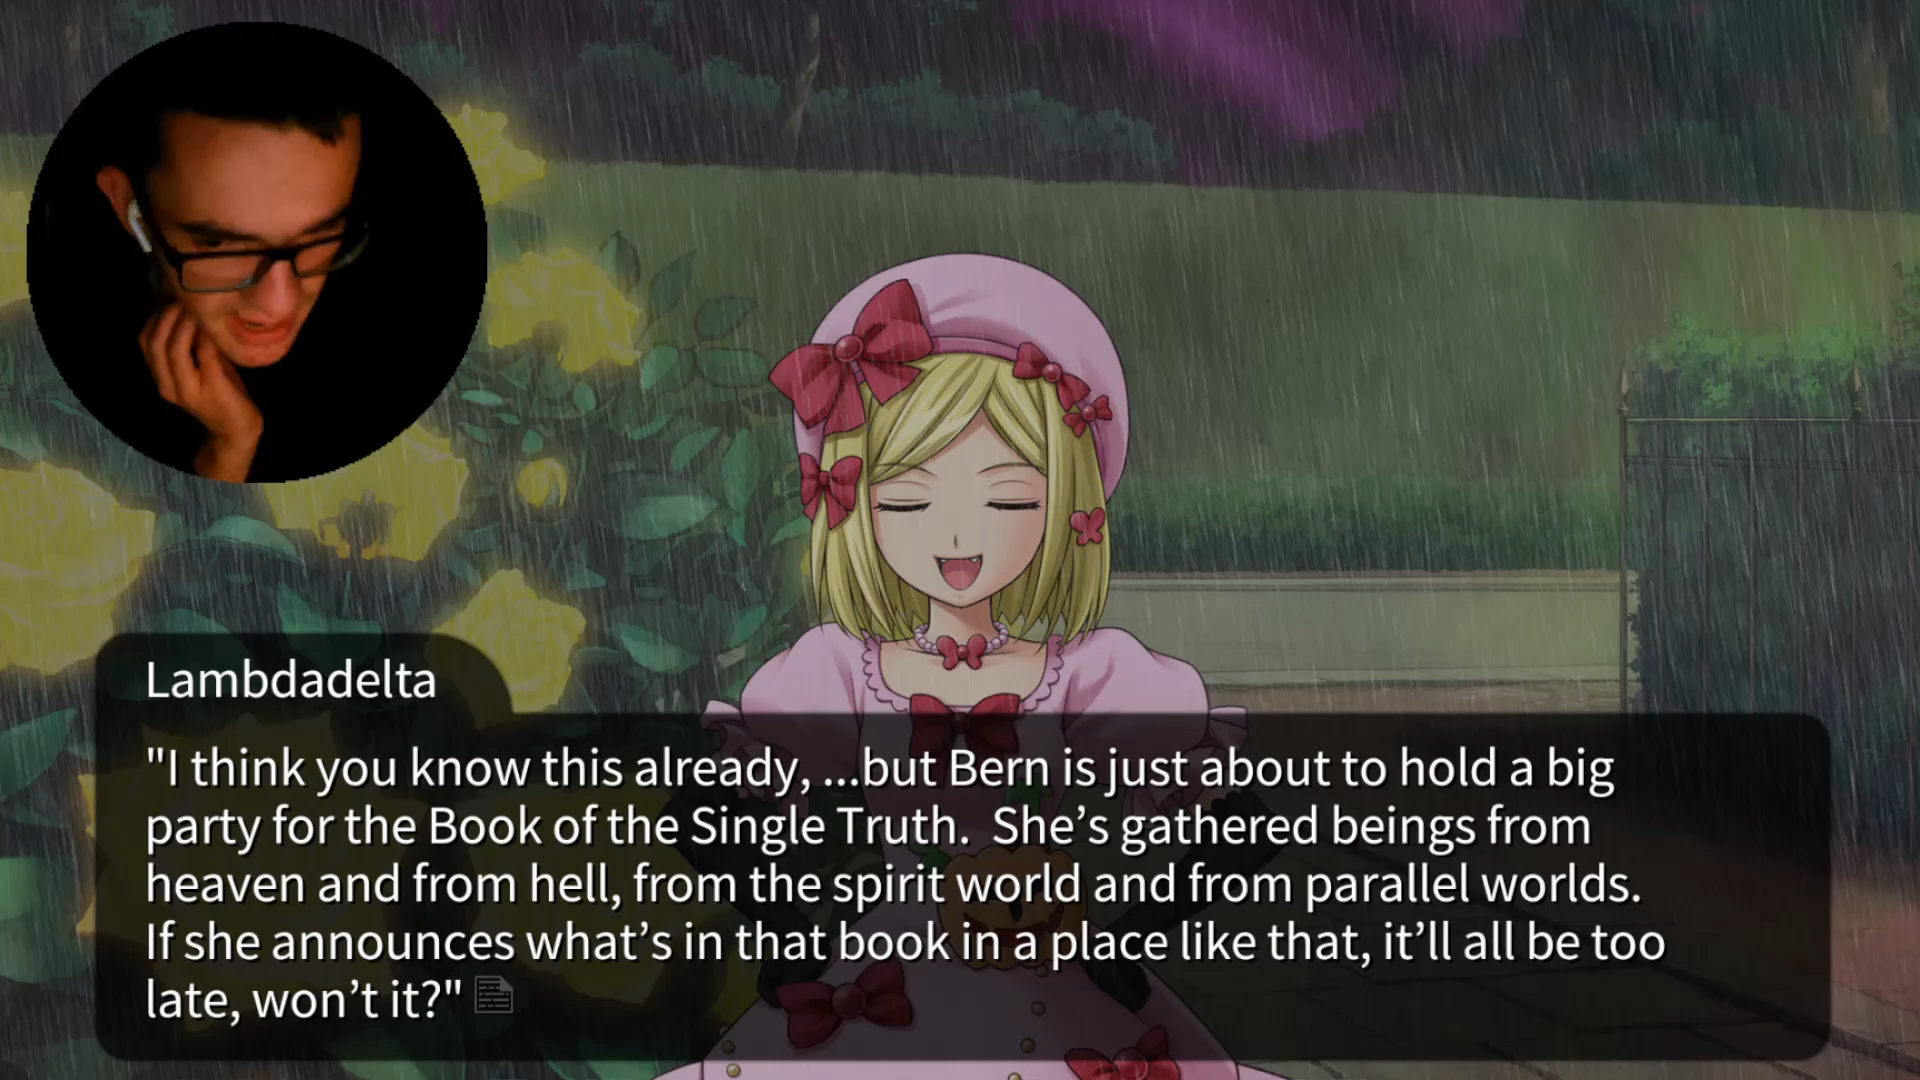 Lambdadelta
"I think you know this already, ...but Bern is just about to hold a big
party for the Book of the Single Truth.  She’s gathered beings from
heaven and from hell, from the spirit world and from parallel worlds.
If she announces what’s in that book in a place like that, it’ll all be too
late, won’t it?"